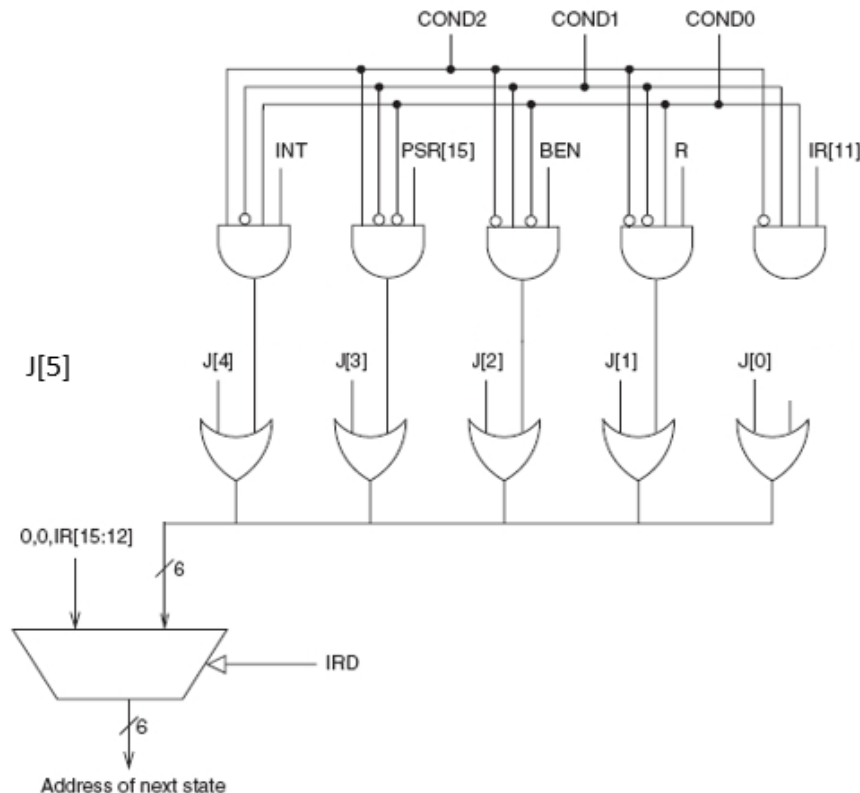 COND2 COND1 COND0
INT PSR[15] BEN R IR[11]
J[5] J[4] J[3] J[2] J[1] J[0]
0,0,IR[15:12]
6
IRD
6
Address of next state